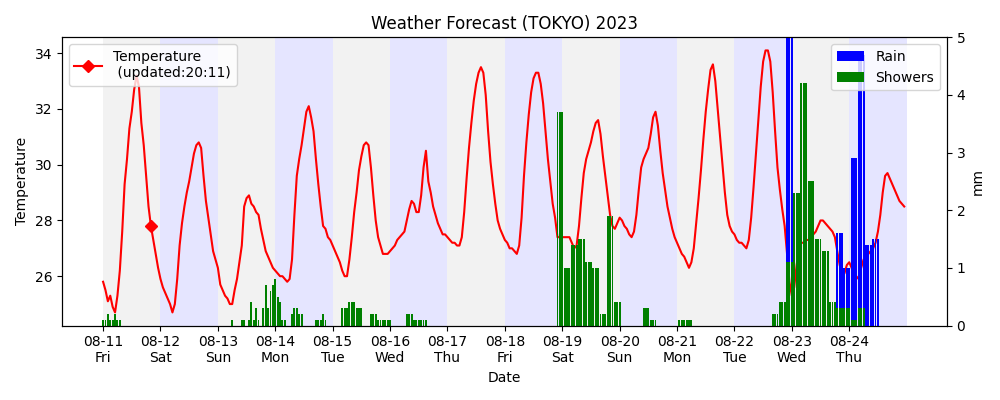 Weather Forecast (TOKYO) 2023
Temperature
(updated:20:11)
Rain
Showers
Temperature
34
32
30
28
26
5
4
3
2
1
0
mm
08-11 08-12 08-13 08-14 08-15 08-16 08-17 08-18 08-19 08-20 08-21 08-22 08-23 08-24
Fri Sat Sun Mon Tue Wed Thu Fri Sat Sun Mon Tue Wed Thu
Date